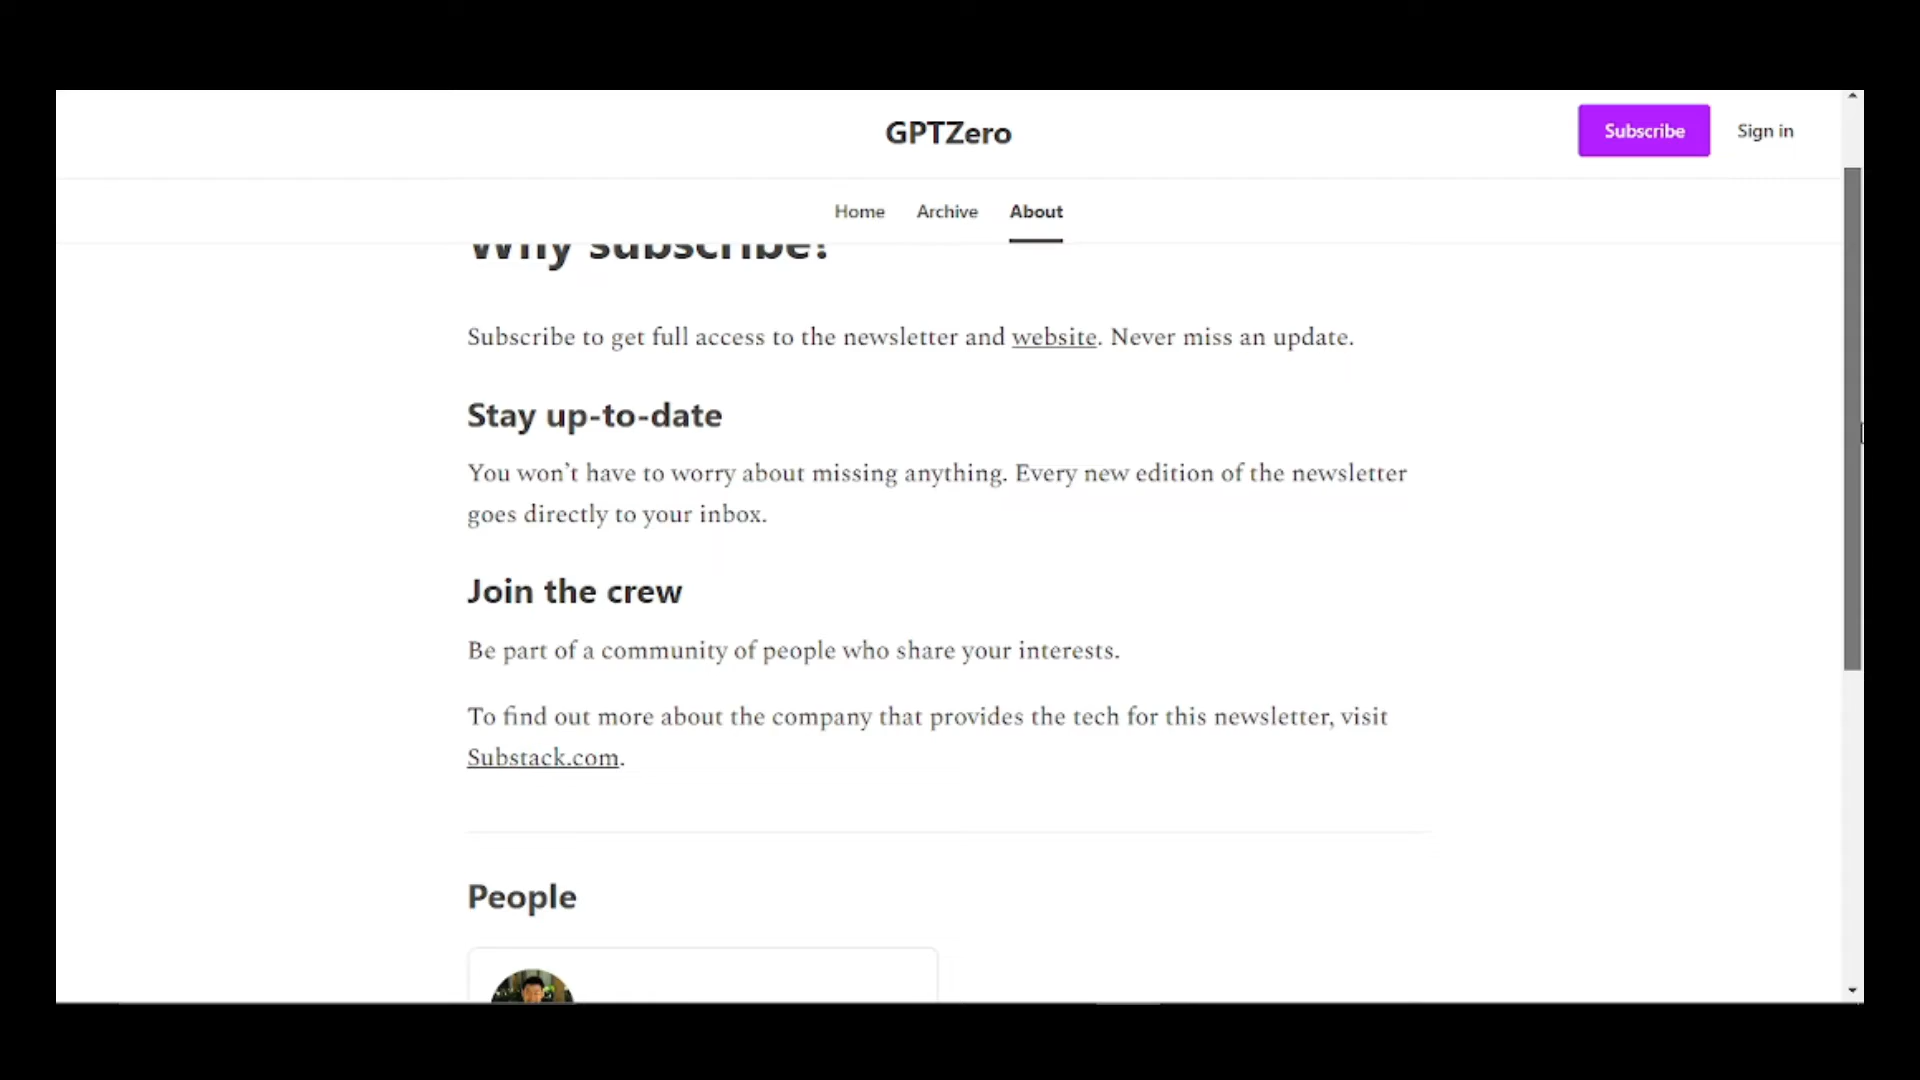 GPTZero
Subscribe
Sign in
Home
Archive
About
Why subscribe?
Subscribe to get full access to the newsletter and website. Never miss an update.
Stay up-to-date
You won’t have to worry about missing anything. Every new edition of the newsletter
goes directly to your inbox.
Join the crew
Be part of a community of people who share your interests.
To find out more about the company that provides the tech for this newsletter, visit
Substack.com.
People